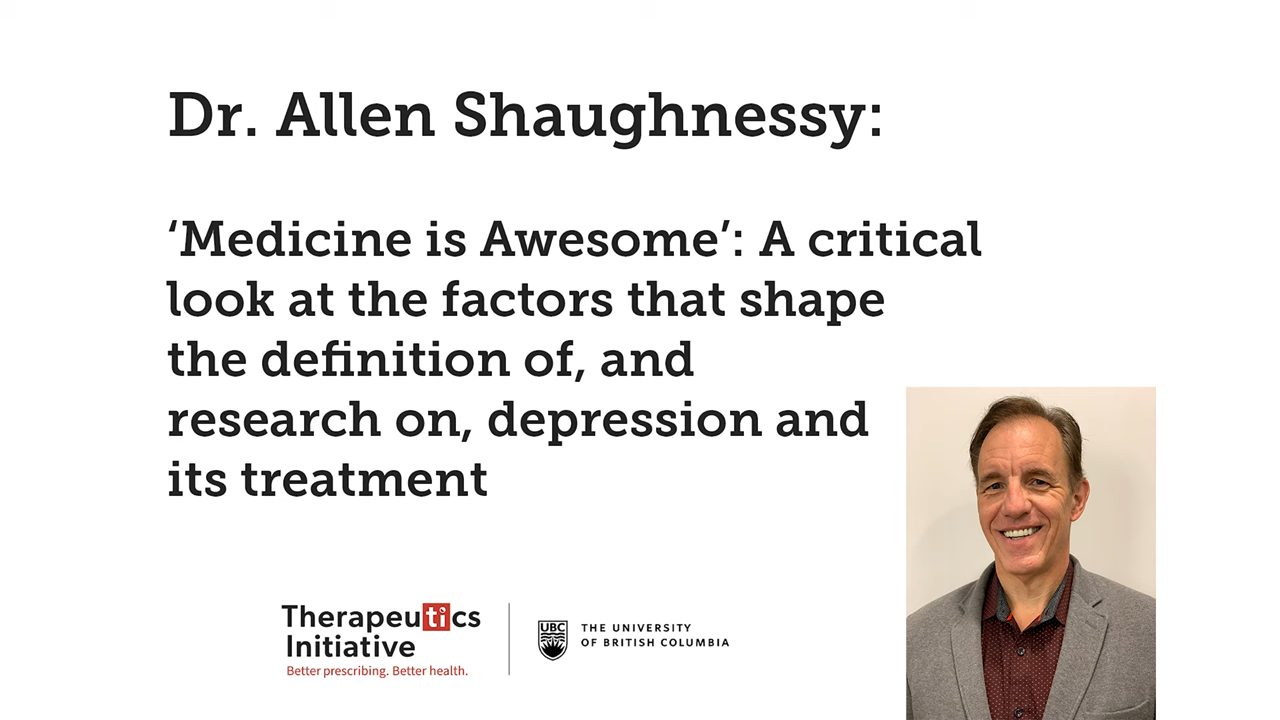 Dr. Allen Shaughnessy:
‘Medicine is Awesome’: A critical
look at the factors that shape
the definition of, and
research on, depression and
its treatment
Therapeutics
Initiative
Better prescribing. Better health.
UBC
THE UNIVERSITY
OF BRITISH COLUMBIA